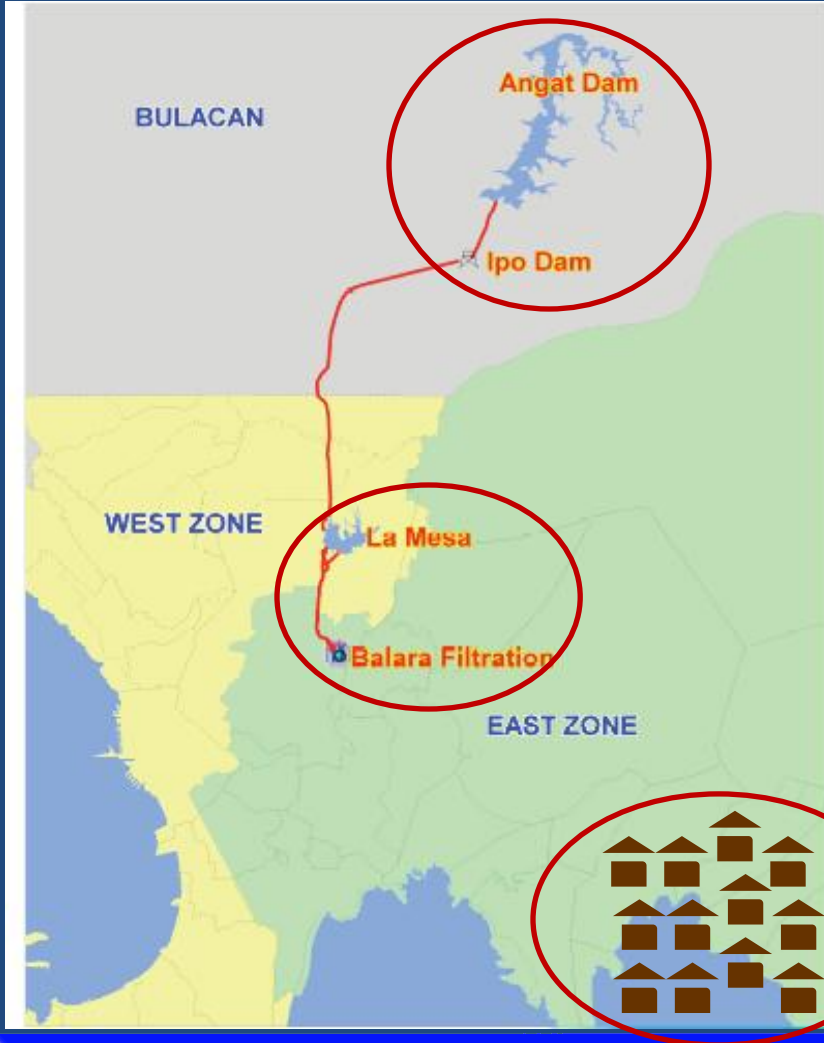 Angat Dam
BULACAN
Ipo Dam
WEST ZONE
La Mesa
Balara Filtration
EAST ZONE